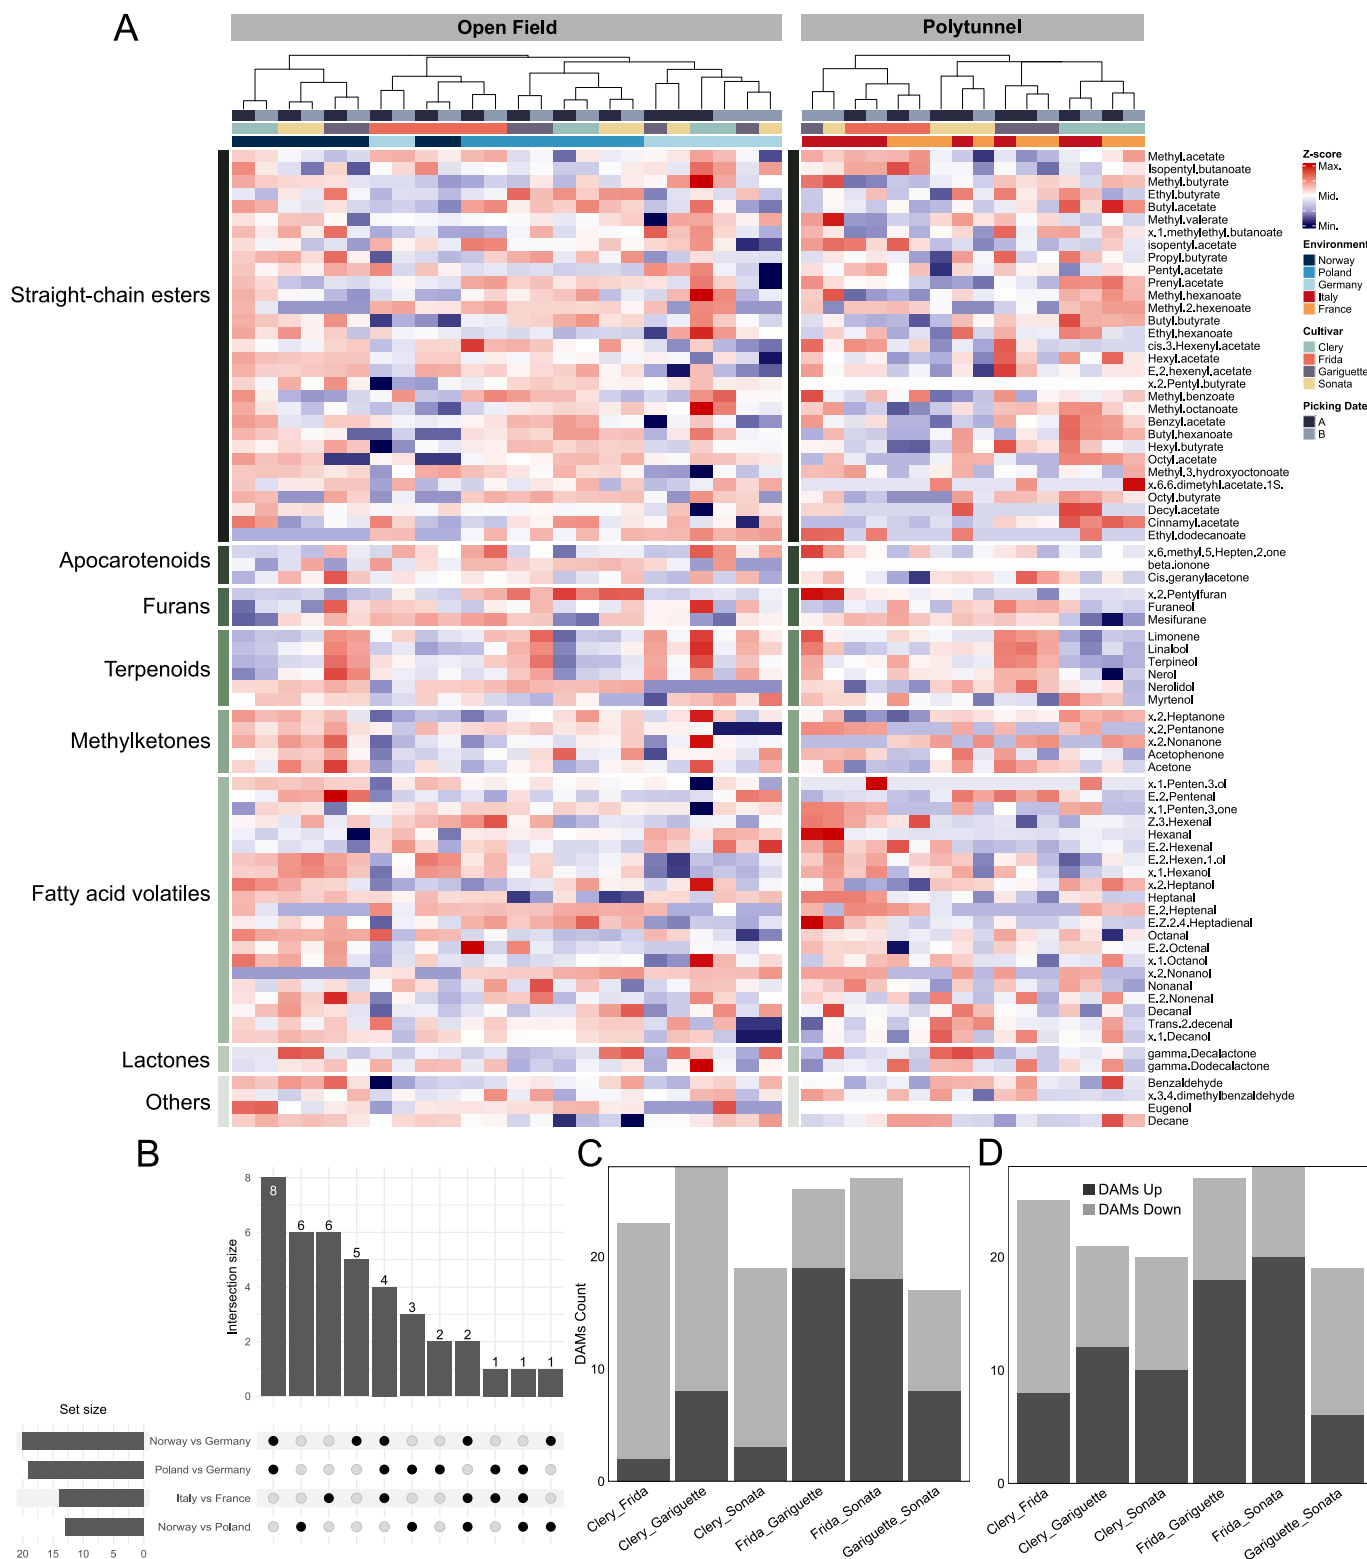 A
Open Field
Polytunnel
Straight-chain esters
Apocarotenoids
Furans
Terpenoids
Methylketones
Fatty acid volatiles
Lactones
Others
Methyl.acetate
Isopentyl.butanoate
Methyl.butyrate
Ethyl.butyrate
Butyl.acetate
Methyl.valerate
x.1.methylethyl.butanoate
isopentyl.acetate
Propyl.butyrate
Pentyl.acetate
Prenyl.acetate
Methyl.hexanoate
Methyl.2.hexenoate
Butyl.butyrate
Ethyl.hexanoate
cis.3.Hexenyl.acetate
Hexyl.acetate
E.2.hexenyl.acetate
x.2.Pentyl.butyrate
Methyl.benzoate
Methyl.octanoate
Benzyl.acetate
Butyl.hexanoate
Hexyl.butyrate
Octyl.acetate
Methyl.3.hydroxyoctonoate
x.6.6.dimetyhl.acetate.1S.
Octyl.butyrate
Decyl.acetate
Cinnamyl.acetate
Ethyl.dodecanoate
x.6.methyl.5.Hepten.2.one
beta.ionone
Cis.geranylacetone
x.2.Pentylfuran
Furaneol
Mesifurane
Limonene
Linalool
Terpineol
Nerol
Nerolidol
Myrtenol
x.2.Heptanone
x.2.Pentanone
x.2.Nonanone
Acetophenone
Acetone
x.1.Penten.3.ol
E.2.Pentenal
x.1.Penten.3.one
Z.3.Hexenal
Hexanal
E.2.Hexenal
E.2.Hexen.1.ol
x.1.Hexanol
x.2.Heptanol
Heptanal
E.2.Heptenal
E.Z.2.4.Heptadienal
Octanal
E.2.Octenal
x.1.Octanol
x.2.Nonanol
Nonanal
E.2.Nonenal
Decanal
Trans.2.decenal
x.1.Decanol
gamma.Decalactone
gamma.Dodecalactone
Benzaldehyde
x.3.4.dimethylbenzaldehyde
Eugenol
Decane
Z-score
Max.
Mid.
Min.
Environment
Norway
Poland
Germany
Italy
France
Cultivar
Clery
Frida
Gariguette
Sonata
Picking Date
A
B
B
Intersection size
8
6
4
2
0
8
6
6
5
4
3
2
2
1
1
1
Set size
Norway vs Germany
Poland vs Germany
Italy vs France
Norway vs Poland
20
15
10
5
0
C
DAMs Count
20
10
0
Clery_Frida
Clery_Gariguette
Clery_Sonata
Frida_Gariguette
Frida_Sonata
Gariguette_Sonata
D
DAMs Up
DAMs Down
20
10
0
Clery_Frida
Clery_Gariguette
Clery_Sonata
Frida_Gariguette
Frida_Sonata
Gariguette_Sonata